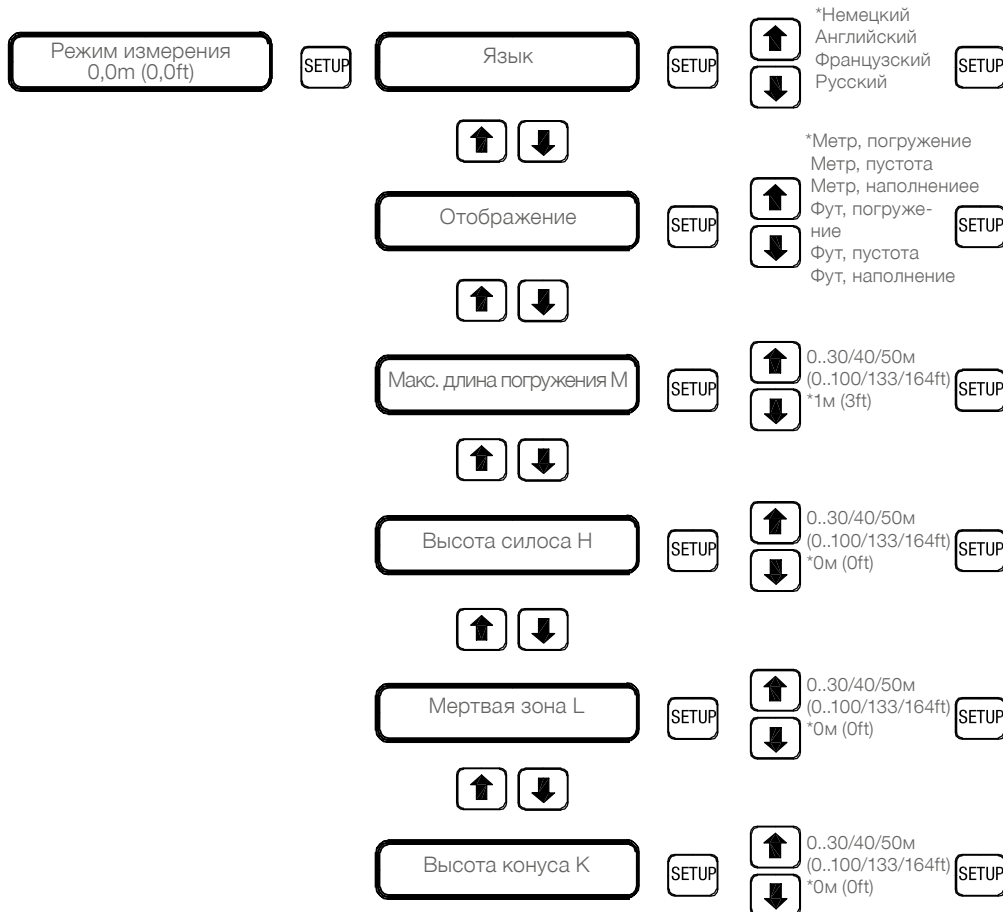 Режим измерения
0,0m (0,0ft)
SETUP
Язык
SETUP
*Немецкий
Английский
Французский
Русский
SETUP
Отображение
SETUP
*Метр, погружение
Метр, пустота
Метр, наполнениее
Фут, погруже-
ние
Фут, пустота
Фут, наполнение
SETUP
Макс. длина погружения М
SETUP
0..30/40/50м
(0..100/133/164ft)
*1м (3ft)
SETUP
Высота силоса Н
SETUP
0..30/40/50м
(0..100/133/164ft)
*0м (0ft)
SETUP
Мертвая зона L
SETUP
0..30/40/50м
(0..100/133/164ft)
*0м (0ft)
SETUP
Высота конуса К
SETUP
0..30/40/50м
(0..100/133/164ft)
*0м (0ft)
SETUP